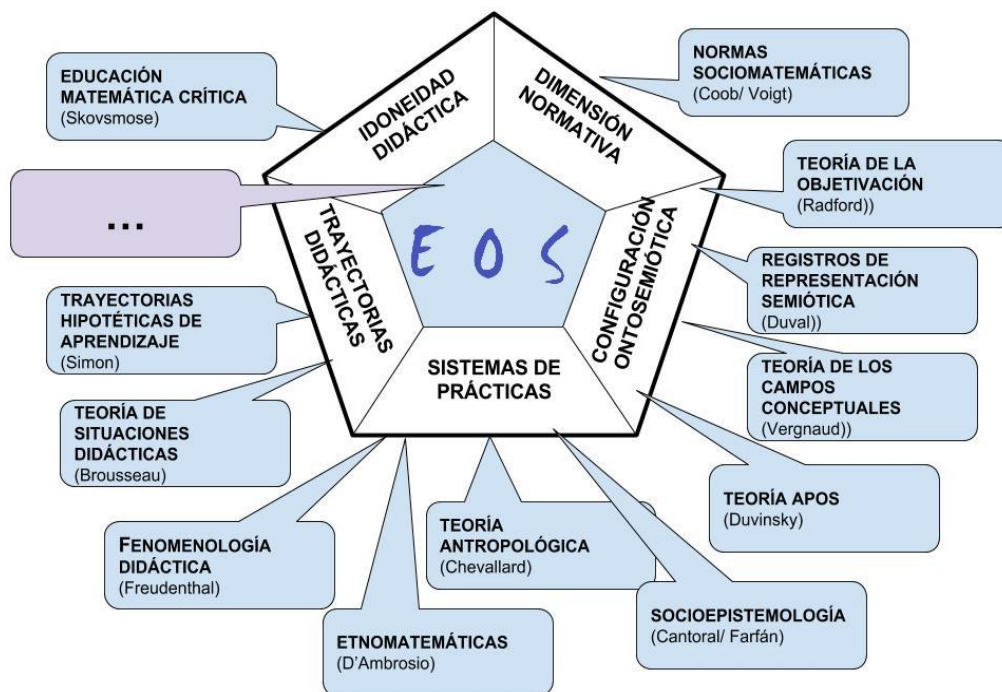 EDUCACIÓN
MATEMÁTICA CRÍTICA
(Skovsmose)
IDONEIDAD
DIDÁCTICA
DIMENSIÓN
NORMATIVA
NORMAS
SOCIOMATEMÁTICAS
(Coob/ Voigt)
...
TEORÍA DE LA
OBJETIVACIÓN
(Radford))
TRAYECTORIAS
DIDÁCTICAS
E O S
CONFIGURACIÓN
ONTOSEMIÓTICA
REGISTROS DE
REPRESENTACIÓN
SEMIÓTICA
(Duval))
TRAYECTORIAS
HIPOTÉTICAS DE
APRENDIZAJE
(Simon)
SISTEMAS DE
PRÁCTICAS
TEORÍA DE LOS
CAMPOS
CONCEPTUALES
(Vergnaud))
TEORÍA DE
SITUACIONES
DIDÁCTICAS
(Brousseau)
TEORÍA APOS
(Duvinsky)
FENOMENOLOGÍA
DIDÁCTICA
(Freudenthal)
TEORÍA
ANTROPOLÓGICA
(Chevallard)
SOCIOEPISTEMOLOGÍA
(Cantoral/ Farfán)
ETNOMATEMÁTICAS
(D’Ambrosio)